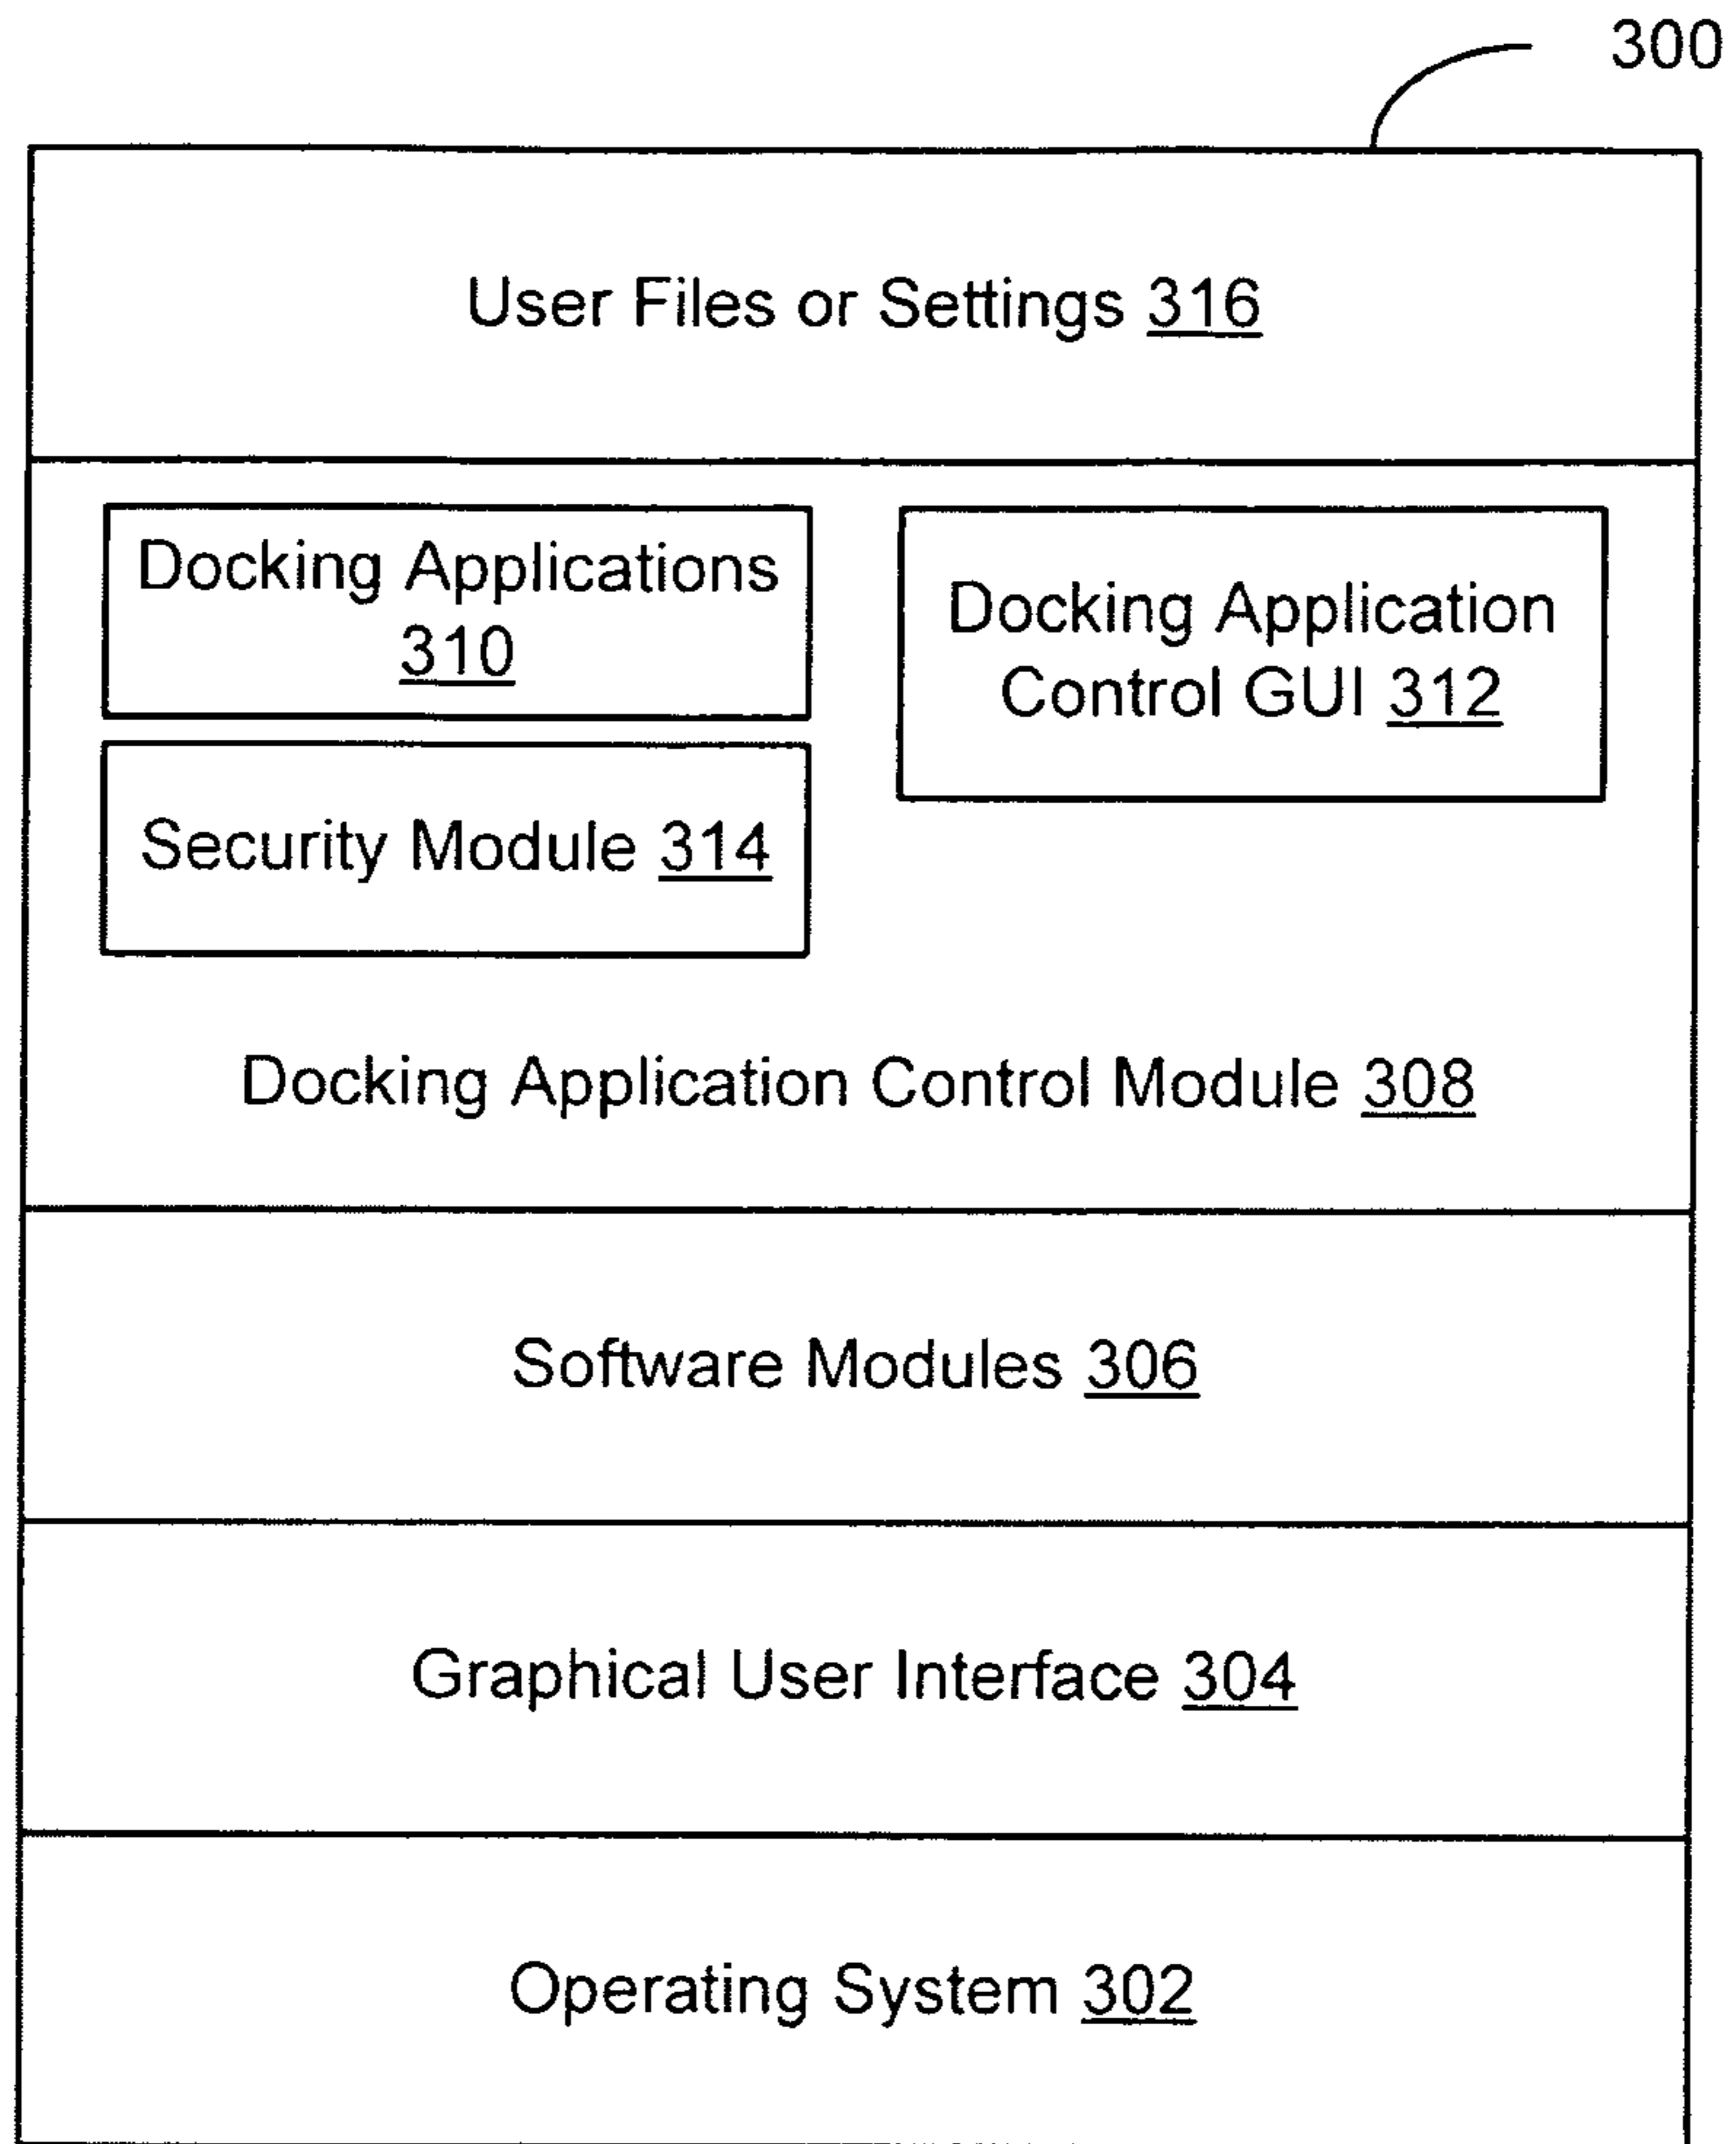 300
User Files or Settings 316
Docking Applications
310
Docking Application
Control GUI 312
Security Module 314
Docking Application Control Module 308
Software Modules 306
Graphical User Interface 304
Operating System 302